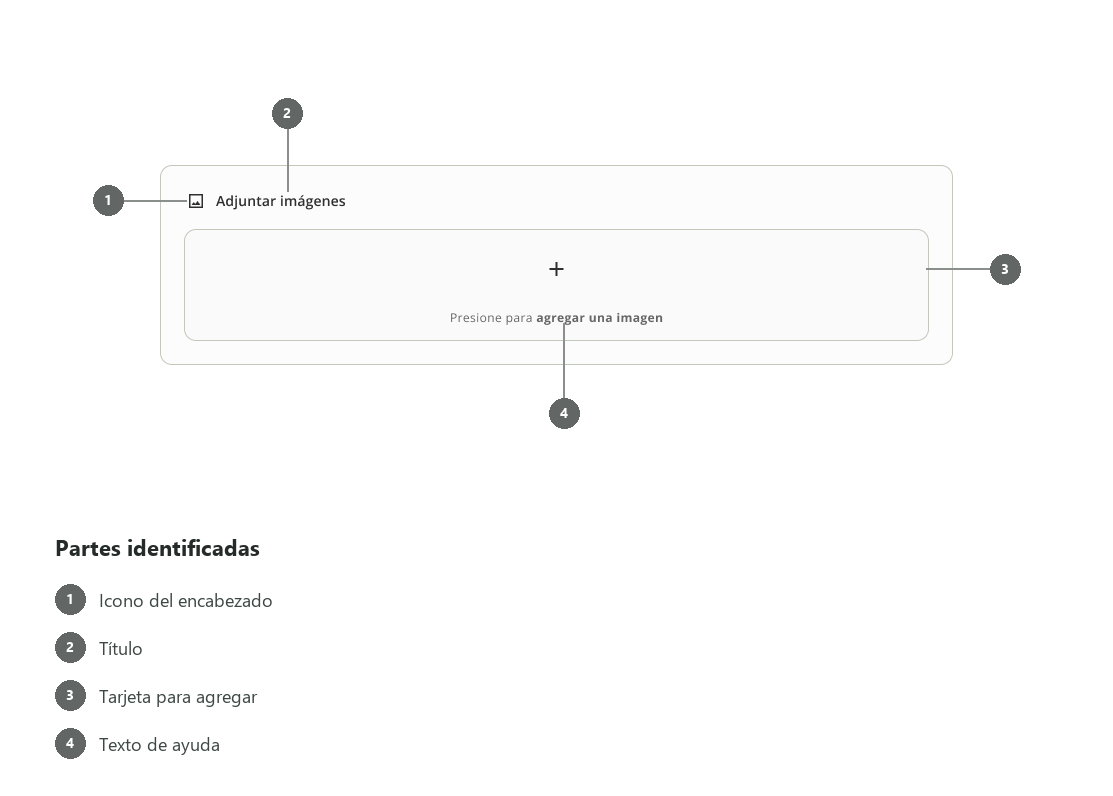 2
1
Adjuntar imágenes
3
Presione para agregar una imagen
4
Partes identificadas
1 Icono del encabezado
2 Título
3 Tarjeta para agregar
4 Texto de ayuda